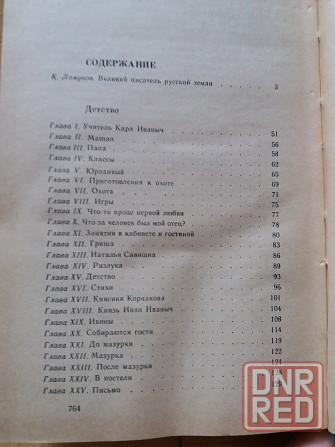 СОДЕРЖАНИЕ
К. Ломунов. Великий писатель русской земли . . . . . 3
Детство
Глава I. Учитель Карл Иваныч . . . . . 51
Глава II. Maman . . . . . 56
Глава III. Папа . . . . . 58
Глава IV. Классы . . . . . 62
Глава V. Юродивый . . . . . 65
Глава VI. Приготовления к охоте . . . . . 69
Глава VII. Охота . . . . . 71
Глава VIII. Игры . . . . . 75
Глава IX. Что-то вроде первой любви . . . . . 77
Глава X. Что за человек был мой отец? . . . . . 78
Глава XI. Занятия в кабинете и гостиной . . . . . 80
Глава XII. Гриша . . . . . 83
Глава XIII. Наталья Савишна . . . . . 86
Глава XIV. Разлука . . . . . 89
Глава XV. Детство . . . . . 93
Глава XVI. Стихи . . . . . 96
Глава XVII. Княгиня Корнакова . . . . . 101
Глава XVIII. Князь Иван Иваныч . . . . . 104
Глава XIX. Ивины . . . . . 108
Глава XX. Собираются гости . . . . . 114
Глава XXI. До мазурки . . . . . 119
Глава XXII. Мазурка . . . . . 122
Глава XXIII. После мазурки . . . . . 124
Глава XXIV. В постели . . . . .
Глава XXV. Письмо . . . . .
764
DNR
RED